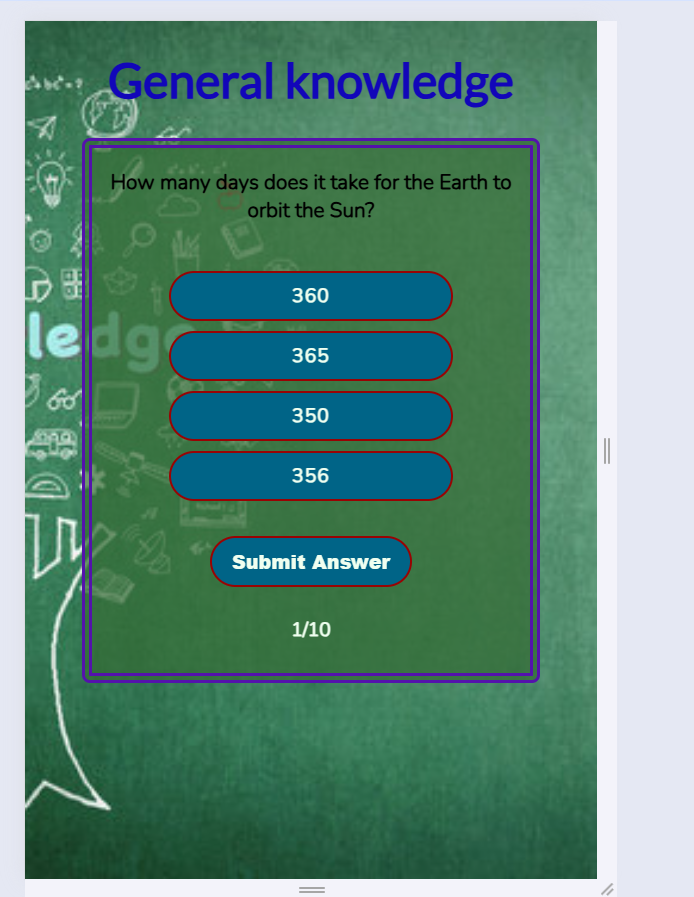 General knowledge
How many days does it take for the Earth to
orbit the Sun?
ledge
360
365
350
356
Submit Answer
1/10